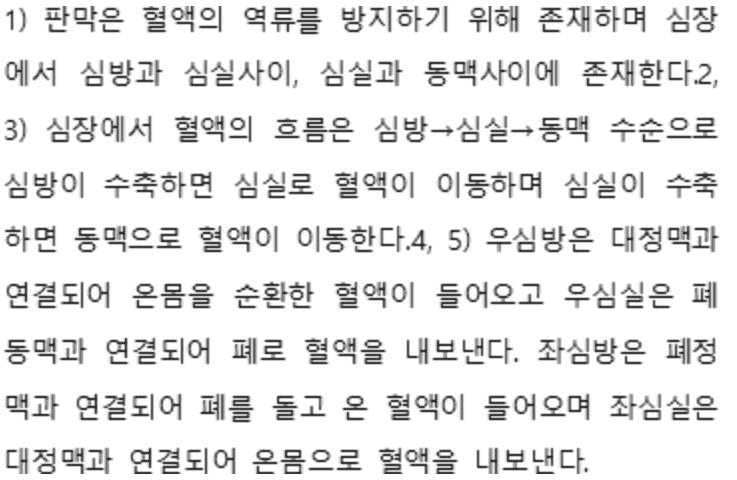 1) 판막은 혈액의 역류를 방지하기 위해 존재하며 심장
에서 심방과 심실사이, 심실과 동맥사이에 존재한다.2,
3) 심장에서 혈액의 흐름은 심방→심실→동맥 수순으로
심방이 수축하면 심실로 혈액이 이동하며 심실이 수축
하면 동맥으로 혈액이 이동한다.4, 5) 우심방은 대정맥과
연결되어 온몸을 순환한 혈액이 들어오고 우심실은 폐
동맥과 연결되어 폐로 혈액을 내보낸다. 좌심방은 폐정
맥과 연결되어 폐를 돌고 온 혈액이 들어오며 좌심실은
대정맥과 연결되어 온몸으로 혈액을 내보낸다.